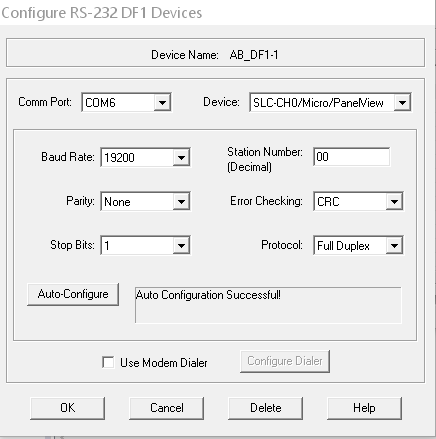 Configure RS-232 DF1 Devices
Device Name: AB_DF1-1
Comm Port: COM6 Device: SLC-CH0/Micro/PanelView
Baud Rate: 19200 Station Number: (Decimal) 00
Parity: None Error Checking: CRC
Stop Bits: 1 Protocol: Full Duplex
Auto-Configure Auto Configuration Successful!
Use Modem Dialer Configure Dialer
OK Cancel Delete Help